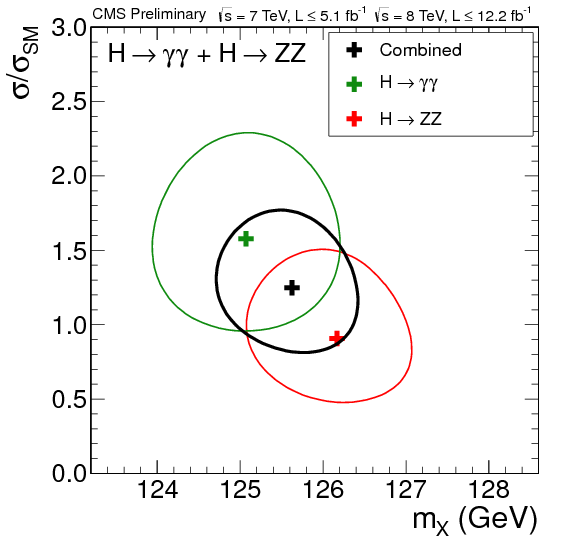 CMS Preliminary √s = 7 TeV, L ≤ 5.1 fb⁻¹ √s = 8 TeV, L ≤ 12.2 fb⁻¹
H → γγ + H → ZZ
Combined
H → γγ
H → ZZ
σ/σSM
3.0
2.5
2.0
1.5
1.0
0.5
0.0
124 125 126 127 128
mX (GeV)